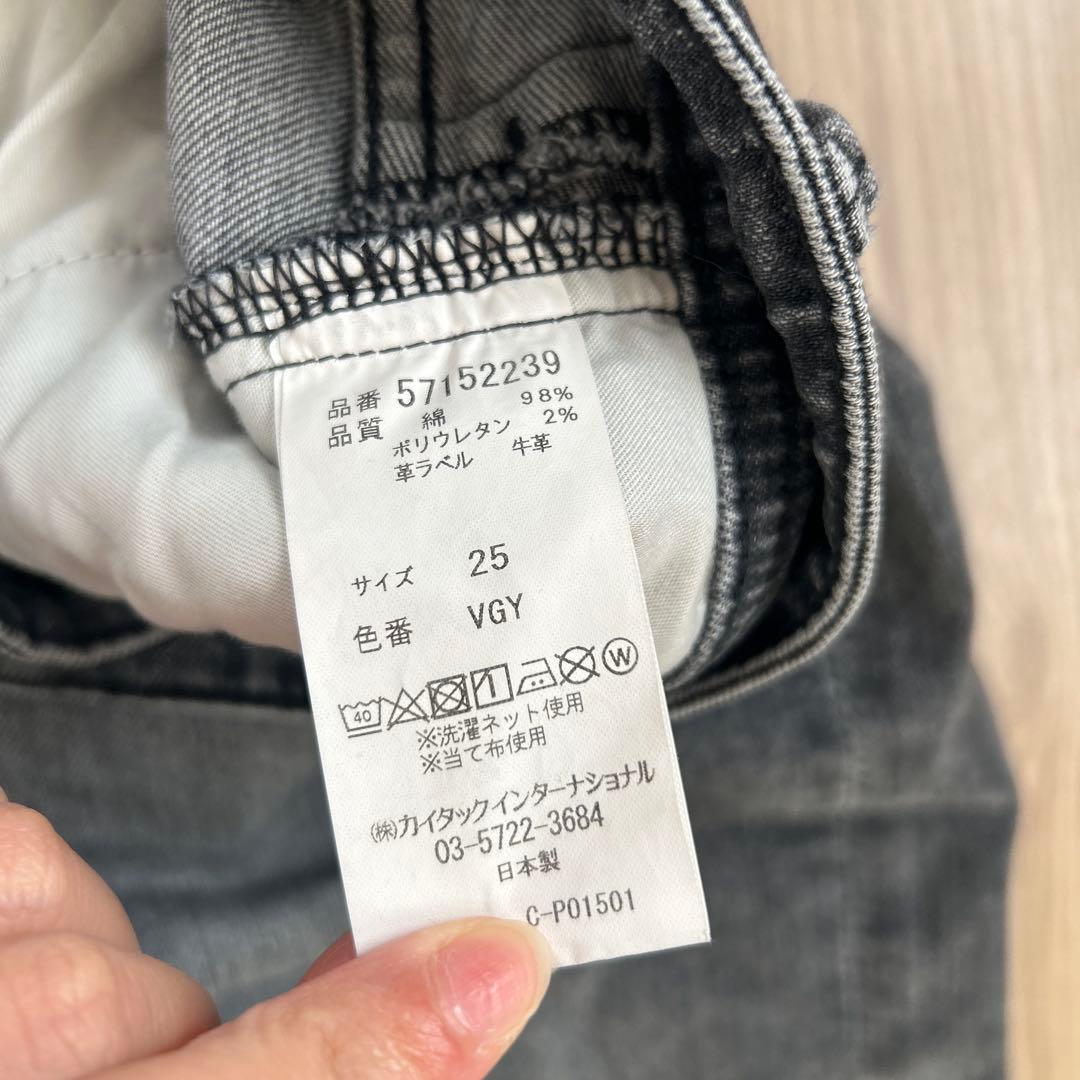 品番 57152239
品質 綿 98%
ポリウレタン 2%
革ラベル 牛革
サイズ 25
色番 VGY
40 W
※洗濯ネット使用
※当て布使用
㈱カイタックインターナショナル
03-5722-3684
日本製
C-P01501